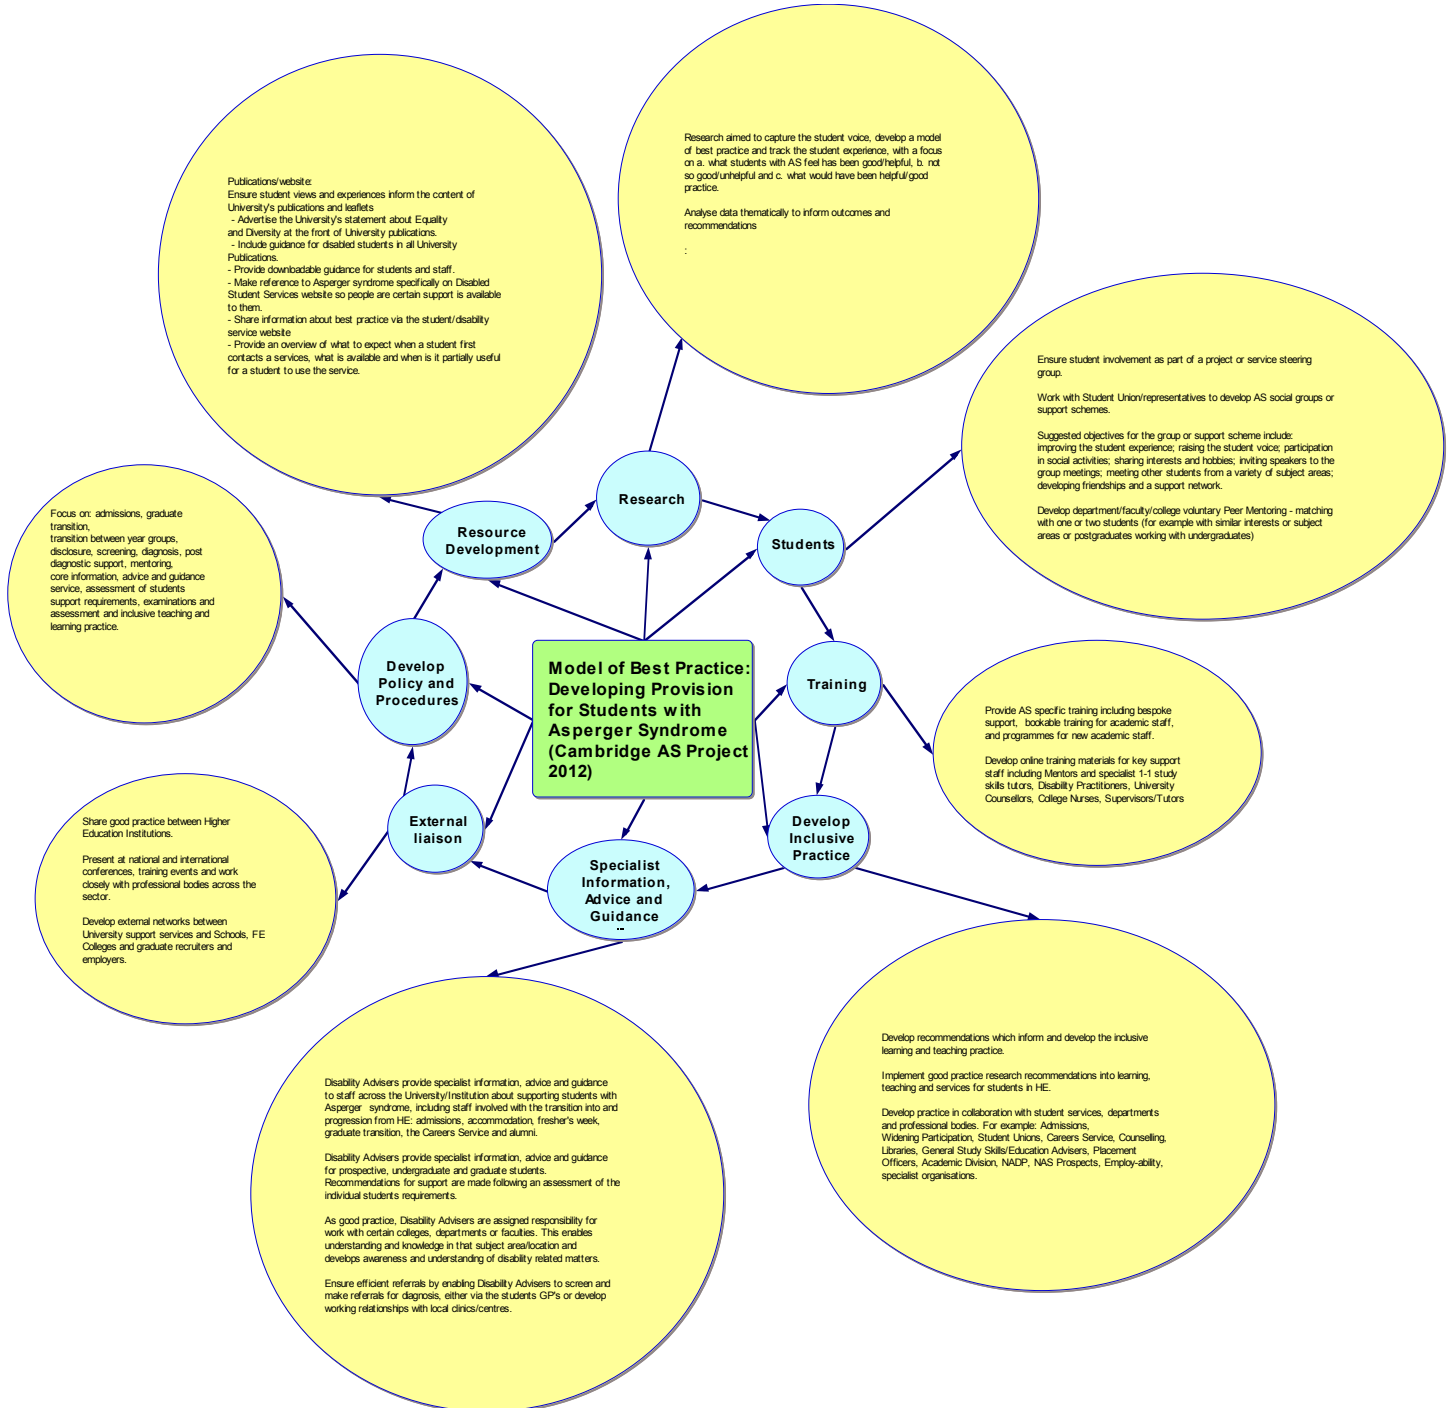 Research aimed to capture the student voice, develop a model
of best practice and track the student experience, with a focus
on a. what students with AS feel has been good/helpful, b. not
so good/unhelpful and c. what would have been helpful/good
practice.
Analyse data thematically to inform outcomes and
recommendations
:
Publications/website:
Ensure student views and experiences inform the content of
University's publications and leaflets
- Advertise the University's statement about Equality
and Diversity at the front of University publications.
- Include guidance for disabled students in all University
Publications.
- Provide downloadable guidance for students and staff.
- Make reference to Asperger syndrome specifically on Disabled
Student Services website so people are certain support is available
to them.
- Share information about best practice via the student/disability
service website
- Provide an overview of what to expect when a student first
contacts a services, what is available and when is it partially useful
for a student to use the service.
Ensure student involvement as part of a project or service steering
group.
Work with Student Union/representatives to develop AS social groups or
support schemes.
Suggested objectives for the group or support scheme include:
improving the student experience; raising the student voice; participation
in social activities; sharing interests and hobbies; inviting speakers to the
group meetings; meeting other students from a variety of subject areas;
developing friendships and a support network.
Develop department/faculty/college voluntary Peer Mentoring - matching
with one or two students (for example with similar interests or subject
areas or postgraduates working with undergraduates)
Research
Resource
Development
Students
Focus on: admissions, graduate
transition,
transition between year groups,
disclosure, screening, diagnosis, post
diagnostic support, mentoring,
core information, advice and guidance
service, assessment of students
support requirements, examinations and
assessment and inclusive teaching and
learning practice.
Develop
Policy and
Procedures
Model of Best Practice:
Developing Provision
for Students with
Asperger Syndrome
(Cambridge AS Project
2012)
Training
Provide AS specific training including bespoke
support, bookable training for academic staff,
and programmes for new academic staff.
Develop online training materials for key support
staff including Mentors and specialist 1-1 study
skills tutors, Disability Practitioners, University
Counsellors, College Nurses, Supervisors/Tutors
External
liaison
Develop
Inclusive
Practice
Specialist
Information,
Advice and
Guidance
...
Share good practice between Higher
Education Institutions.
Present at national and international
conferences, training events and work
closely with professional bodies across the
sector.
Develop external networks between
University support services and Schools, FE
Colleges and graduate recruiters and
employers.
Disability Advisers provide specialist information, advice and guidance
to staff across the University/Institution about supporting students with
Asperger syndrome, including staff involved with the transition into and
progression from HE: admissions, accommodation, fresher's week,
graduate transition, the Careers Service and alumni.
Disability Advisers provide specialist information, advice and guidance
for prospective, undergraduate and graduate students.
Recommendations for support are made following an assessment of the
individual students requirements.
As good practice, Disability Advisers are assigned responsibility for
work with certain colleges, departments or faculties. This enables
understanding and knowledge in that subject area/location and
develops awareness and understanding of disability related matters.
Ensure efficient referrals by enabling Disability Advisers to screen and
make referrals for diagnosis, either via the students GP's or develop
working relationships with local clinics/centres.
Develop recommendations which inform and develop the inclusive
learning and teaching practice.
Implement good practice research recommendations into learning,
teaching and services for students in HE.
Develop practice in collaboration with student services, departments
and professional bodies. For example: Admissions,
Widening Participation, Student Unions, Careers Service, Counselling,
Libraries, General Study Skills/Education Advisers, Placement
Officers, Academic Division, NADP, NAS Prospects, Employ-ability,
specialist organisations.